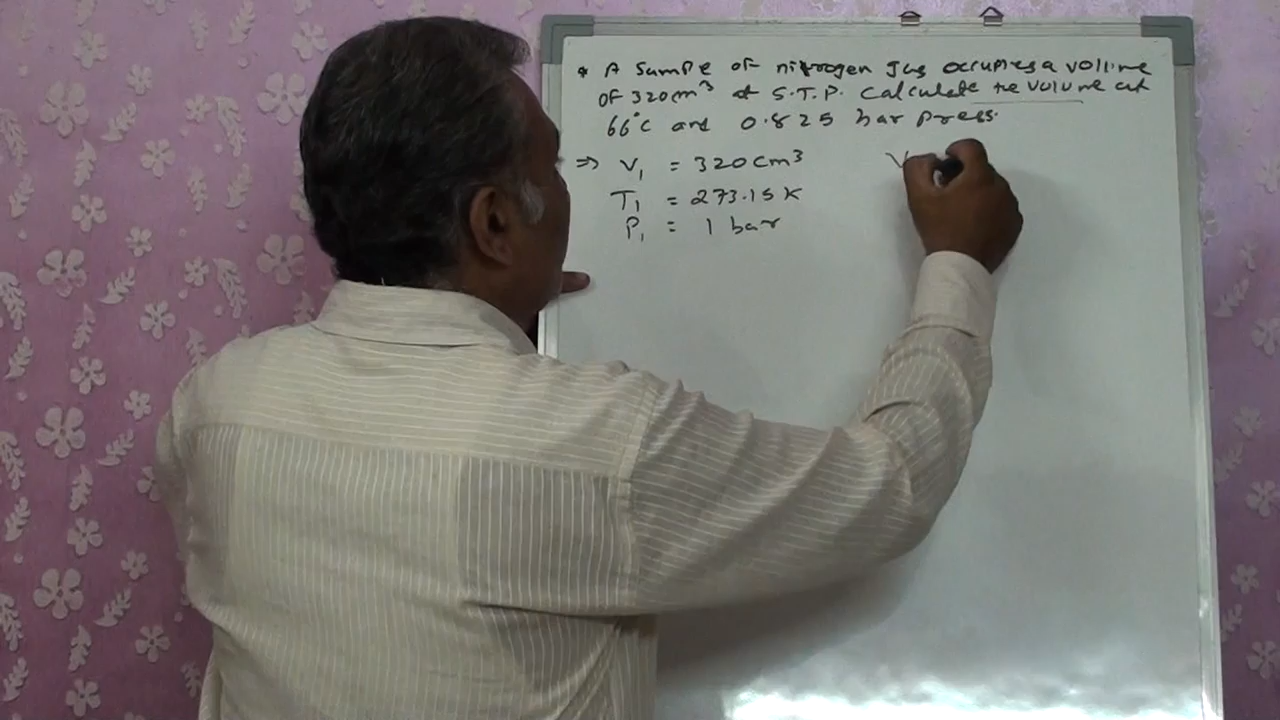 * A Sample of nitrogen gas occupies a volume
of 320cm³ at S.T.P. Calculate the volume at
66°C and 0.825 bar press.
⇒ V₁ = 320 cm³ V
T₁ = 273.15 K
P₁ = 1 bar